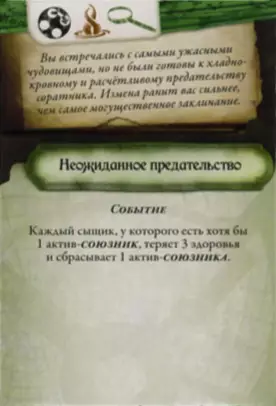 Вы встречались с самыми ужасными
чудовищами, но не были готовы к хладно-
кровному и расчётливому предательству
соратника. Измена ранит вас сильнее,
чем самое могущественное заклинание.
Неожиданное предательство
Событие
Каждый сыщик, у которого есть хотя бы
1 актив-СОЮЗНИК, теряет 3 здоровья
и сбрасывает 1 актив-СОЮЗНИКА.